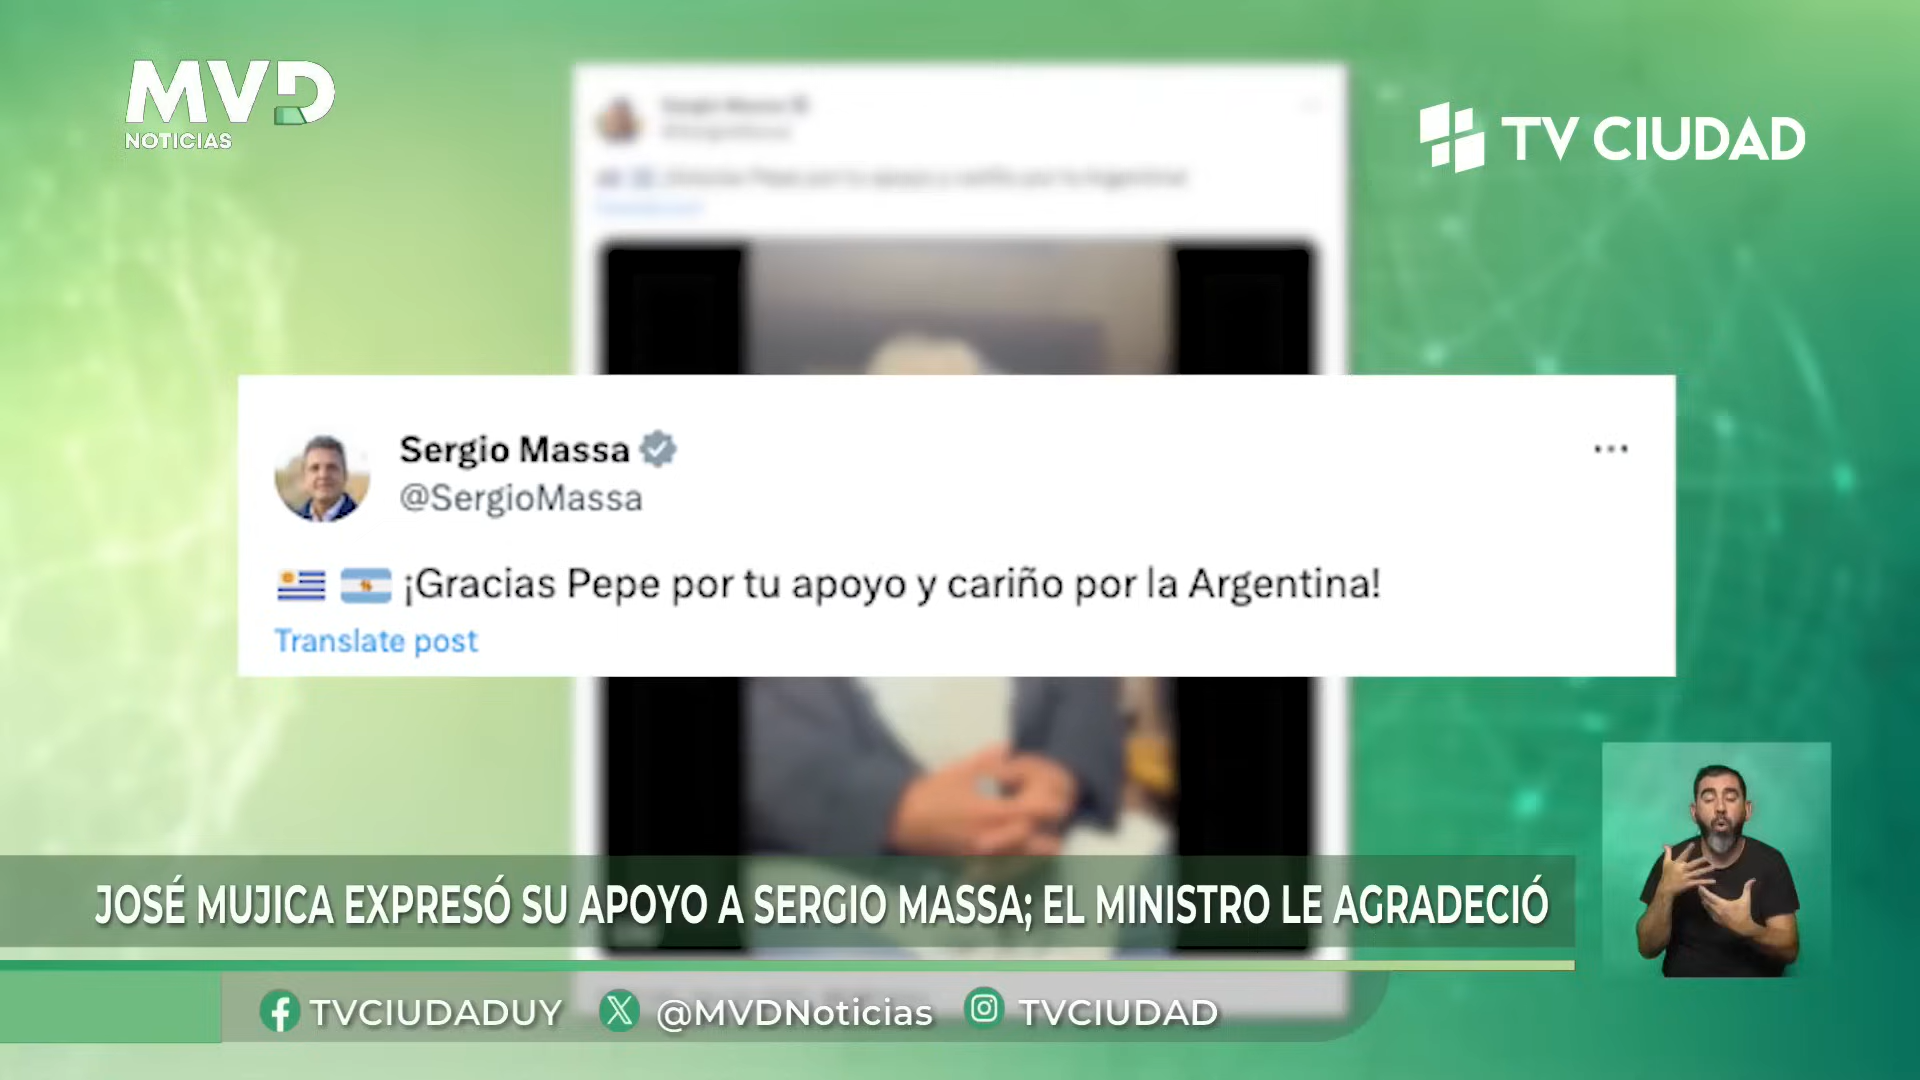 MVD
NOTICIAS
TV CIUDAD
Sergio Massa
@SergioMassa
¡Gracias Pepe por tu apoyo y cariño por la Argentina!
Translate post
JOSÉ MUJICA EXPRESÓ SU APOYO A SERGIO MASSA; EL MINISTRO LE AGRADECIÓ
TVCIUDADUY @MVDNoticias TVCIUDAD